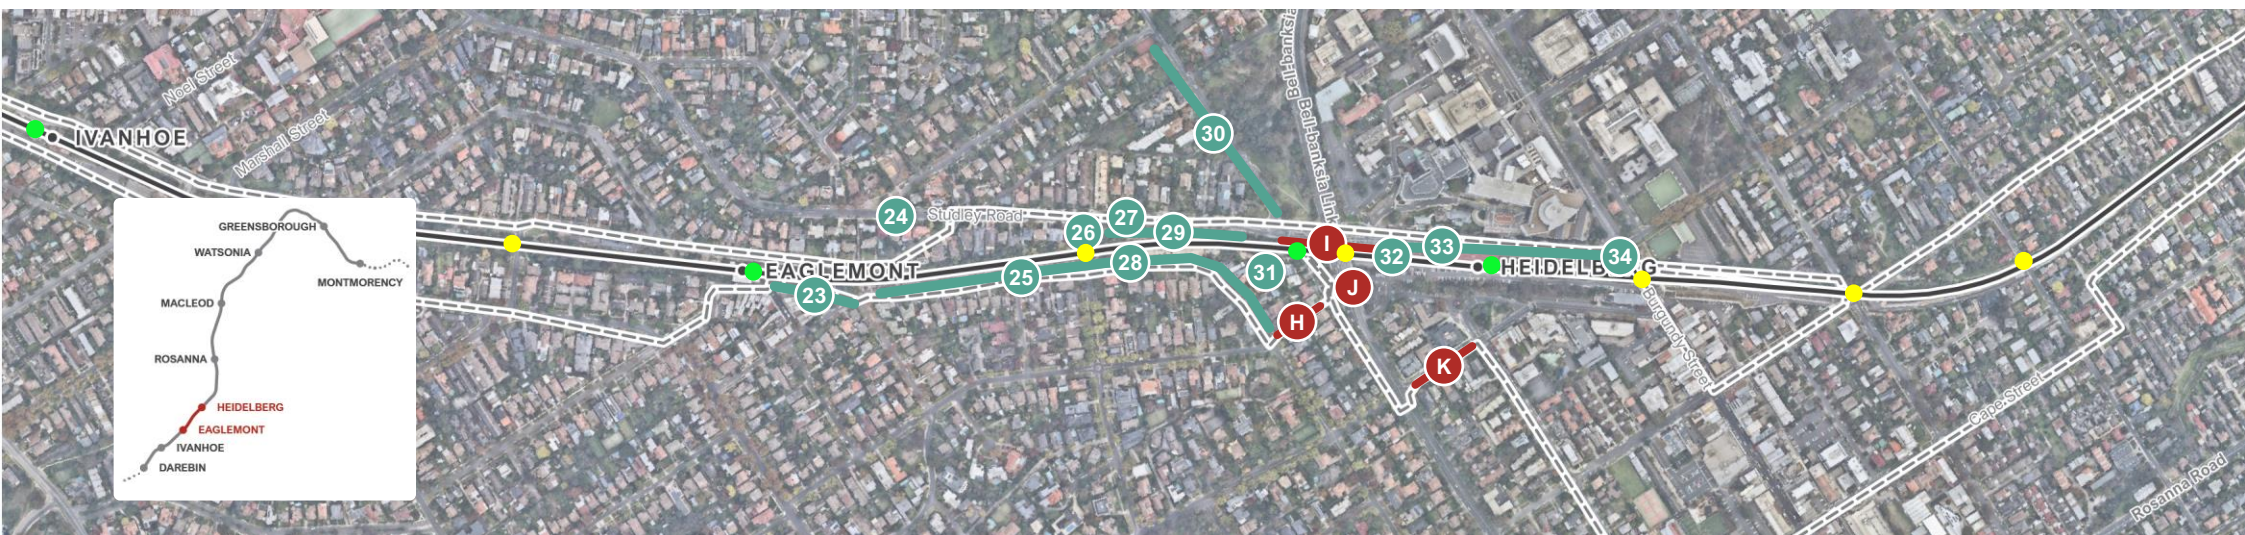 Noel Street
Marshall Street
IVANHOE
Bell-banksia
Bell-banksia Link
30
24
Studley Road
27
26
29
I
33
32
34
EAGLEMONT
HEIDELBERG
28
25
31
23
J
H
K
Burgundy Street
Cape Street
Rosanna Road
GREENSBOROUGH
WATSONIA
MONTMORENCY
MACLEOD
ROSANNA
HEIDELBERG
EAGLEMONT
IVANHOE
DAREBIN